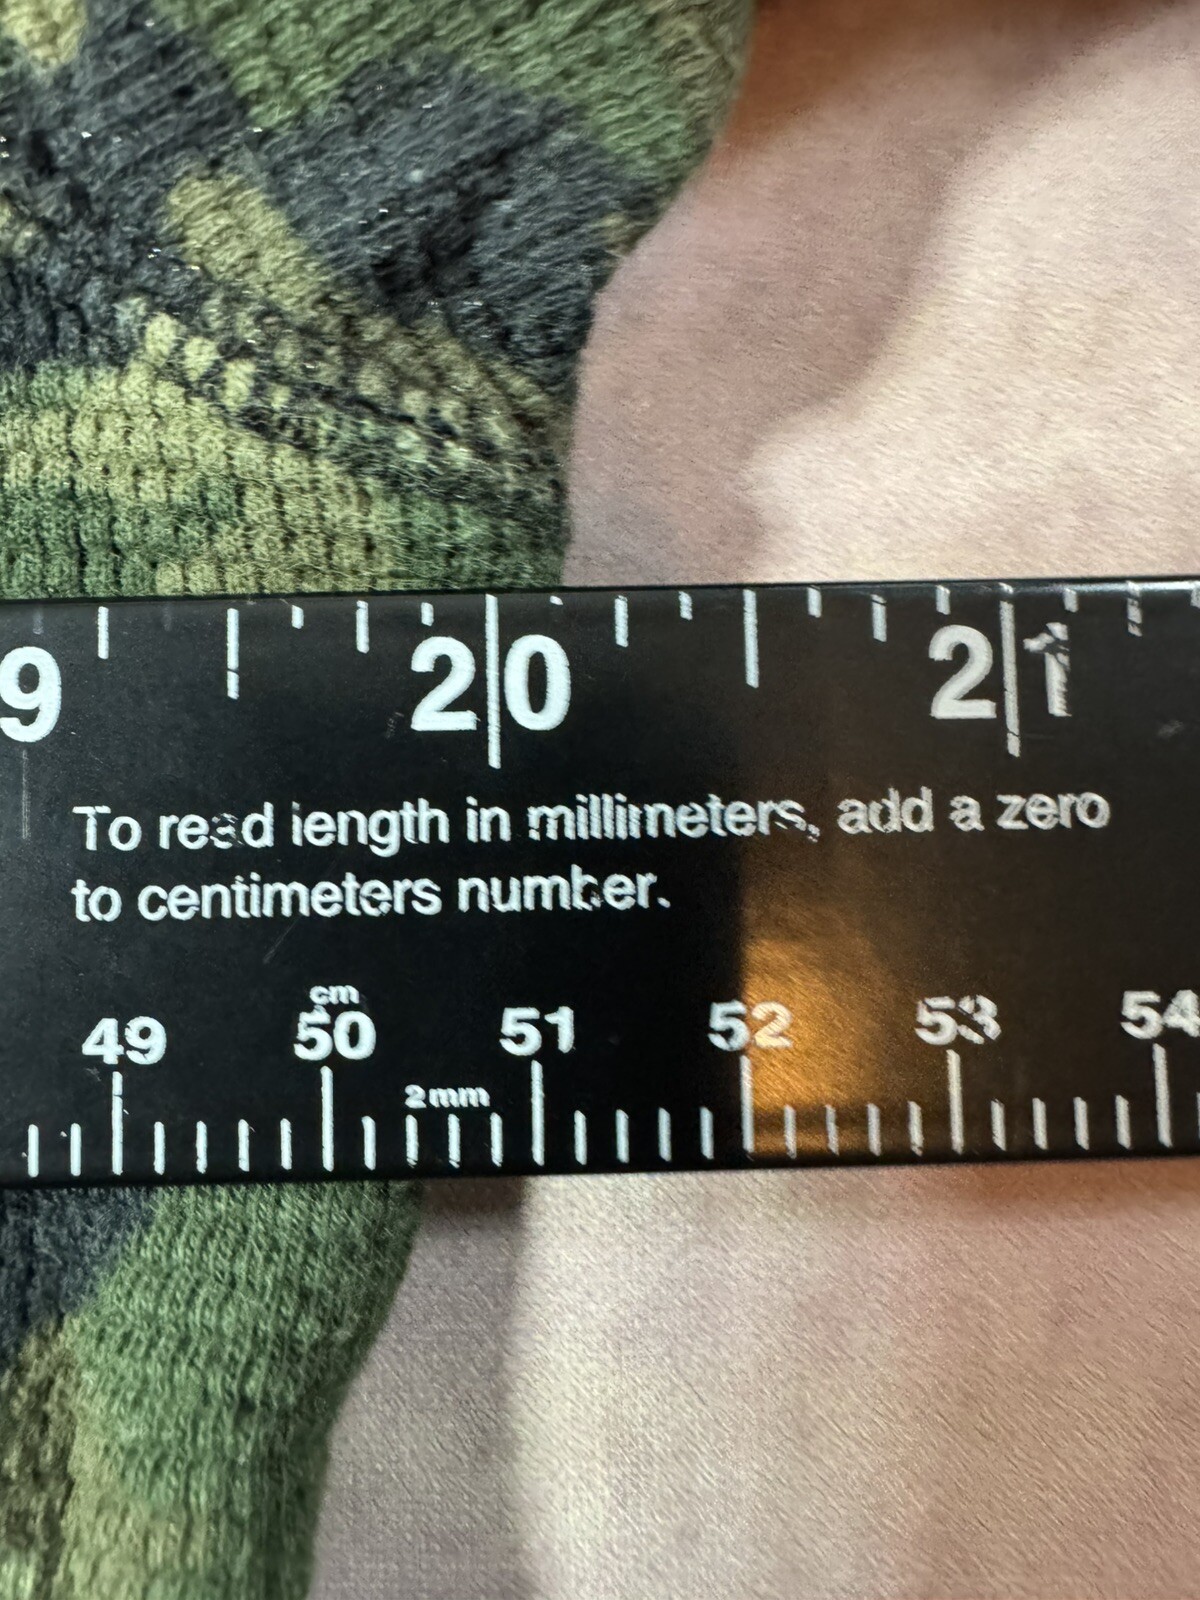 9 20 21
To read length in millimeters, add a zero
to centimeters number.
cm
49 50 51 52 53 54
2mm